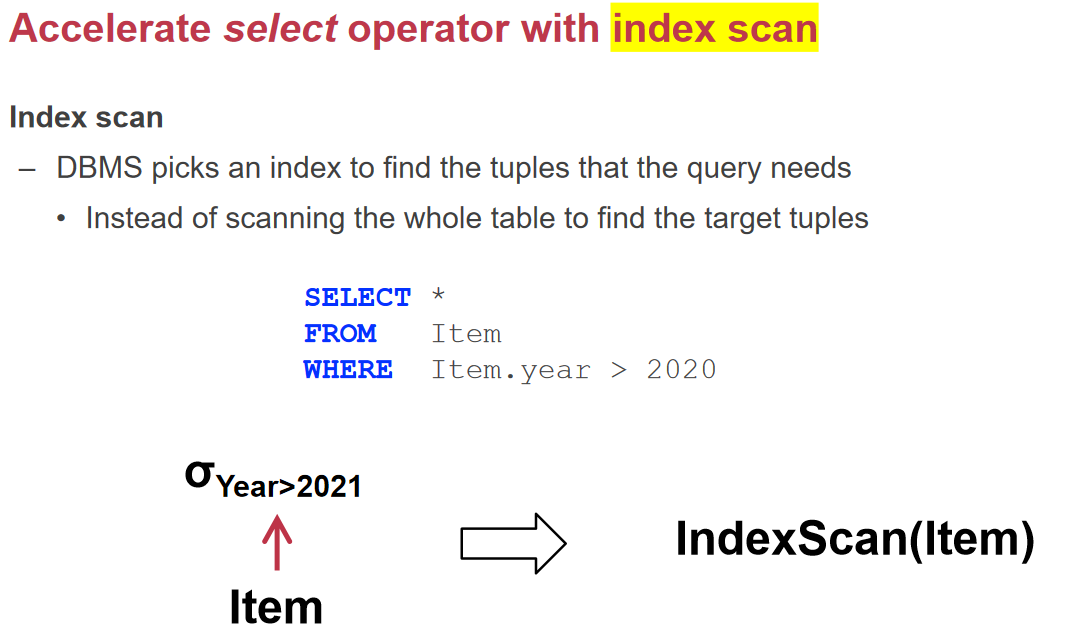 Accelerate select operator with index scan
Index scan
– DBMS picks an index to find the tuples that the query needs
• Instead of scanning the whole table to find the target tuples
SELECT *
FROM Item
WHERE Item.year > 2020
σYear>2021
IndexScan(Item)
Item